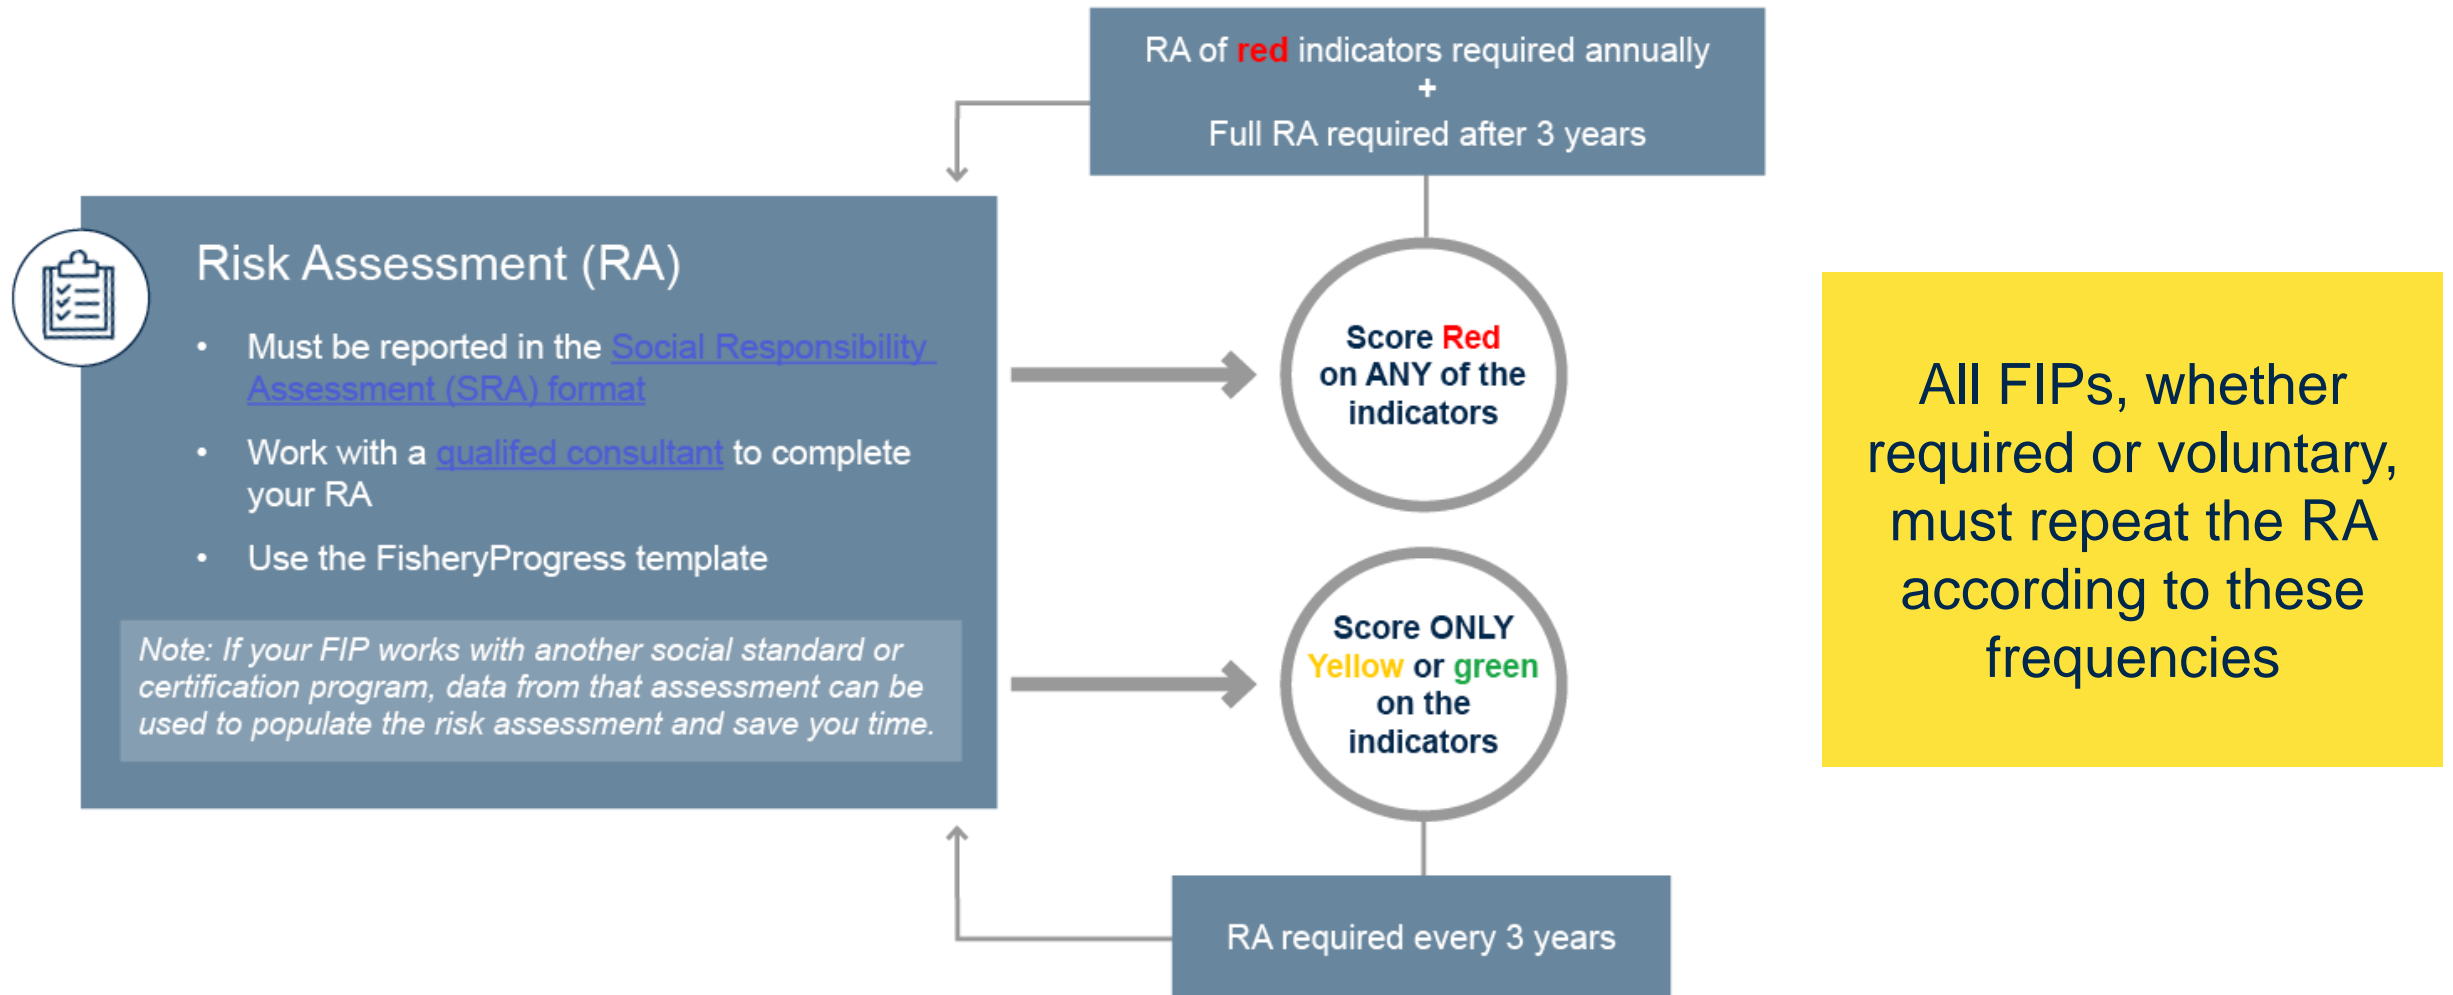 RA of red indicators required annually
+
Full RA required after 3 years
Risk Assessment (RA)
• Must be reported in the Social Responsibility
Assessment (SRA) format
• Work with a qualifed consultant to complete
your RA
• Use the FisheryProgress template
Note: If your FIP works with another social standard or
certification program, data from that assessment can be
used to populate the risk assessment and save you time.
Score Red
on ANY of the
indicators
Score ONLY
Yellow or green
on the
indicators
RA required every 3 years
All FIPs, whether
required or voluntary,
must repeat the RA
according to these
frequencies